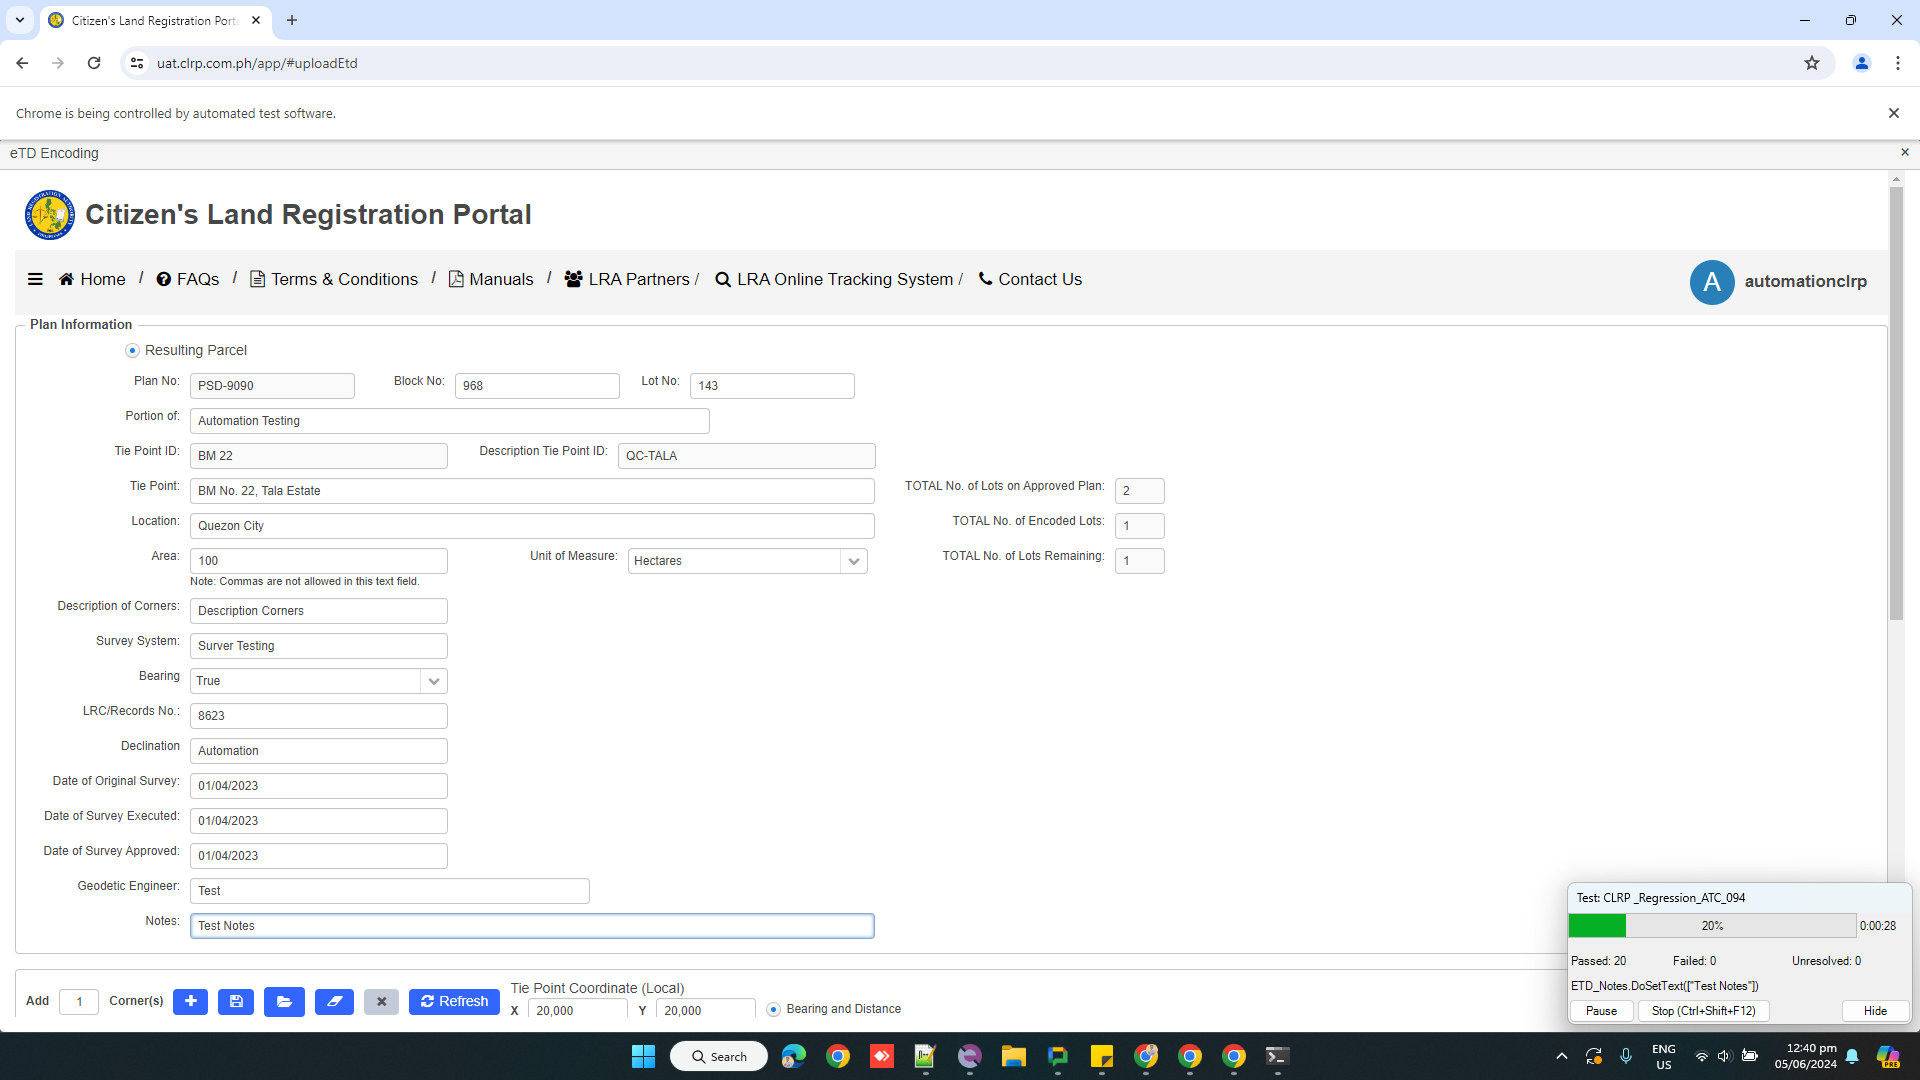 Citizen's Land Registration Porta
uat.clrp.com.ph/app/#uploadEtd
Chrome is being controlled by automated test software.
eTD Encoding
Citizen's Land Registration Portal
Home / FAQs / Terms & Conditions / Manuals / LRA Partners / LRA Online Tracking System / Contact Us
A automationclrp
Plan Information
Resulting Parcel
Plan No: PSD-9090 Block No: 968 Lot No: 143
Portion of: Automation Testing
Tie Point ID: BM 22 Description Tie Point ID: QC-TALA
Tie Point: BM No. 22, Tala Estate TOTAL No. of Lots on Approved Plan: 2
Location: Quezon City TOTAL No. of Encoded Lots: 1
Area: 100 Unit of Measure: Hectares TOTAL No. of Lots Remaining: 1
Note: Commas are not allowed in this text field.
Description of Corners: Description Corners
Survey System: Surver Testing
Bearing True
LRC/Records No.: 8623
Declination Automation
Date of Original Survey: 01/04/2023
Date of Survey Executed: 01/04/2023
Date of Survey Approved: 01/04/2023
Geodetic Engineer: Test
Notes: Test Notes
Add 1 Corner(s) Refresh
Tie Point Coordinate (Local)
X 20,000 Y 20,000 Bearing and Distance
Test: CLRP _Regression_ATC_094
20% 0:00:28
Passed: 20 Failed: 0 Unresolved: 0
ETD_Notes.DoSetText(["Test Notes"])
Pause Stop (Ctrl+Shift+F12) Hide
Search
ENG
US
12:40 pm
05/06/2024